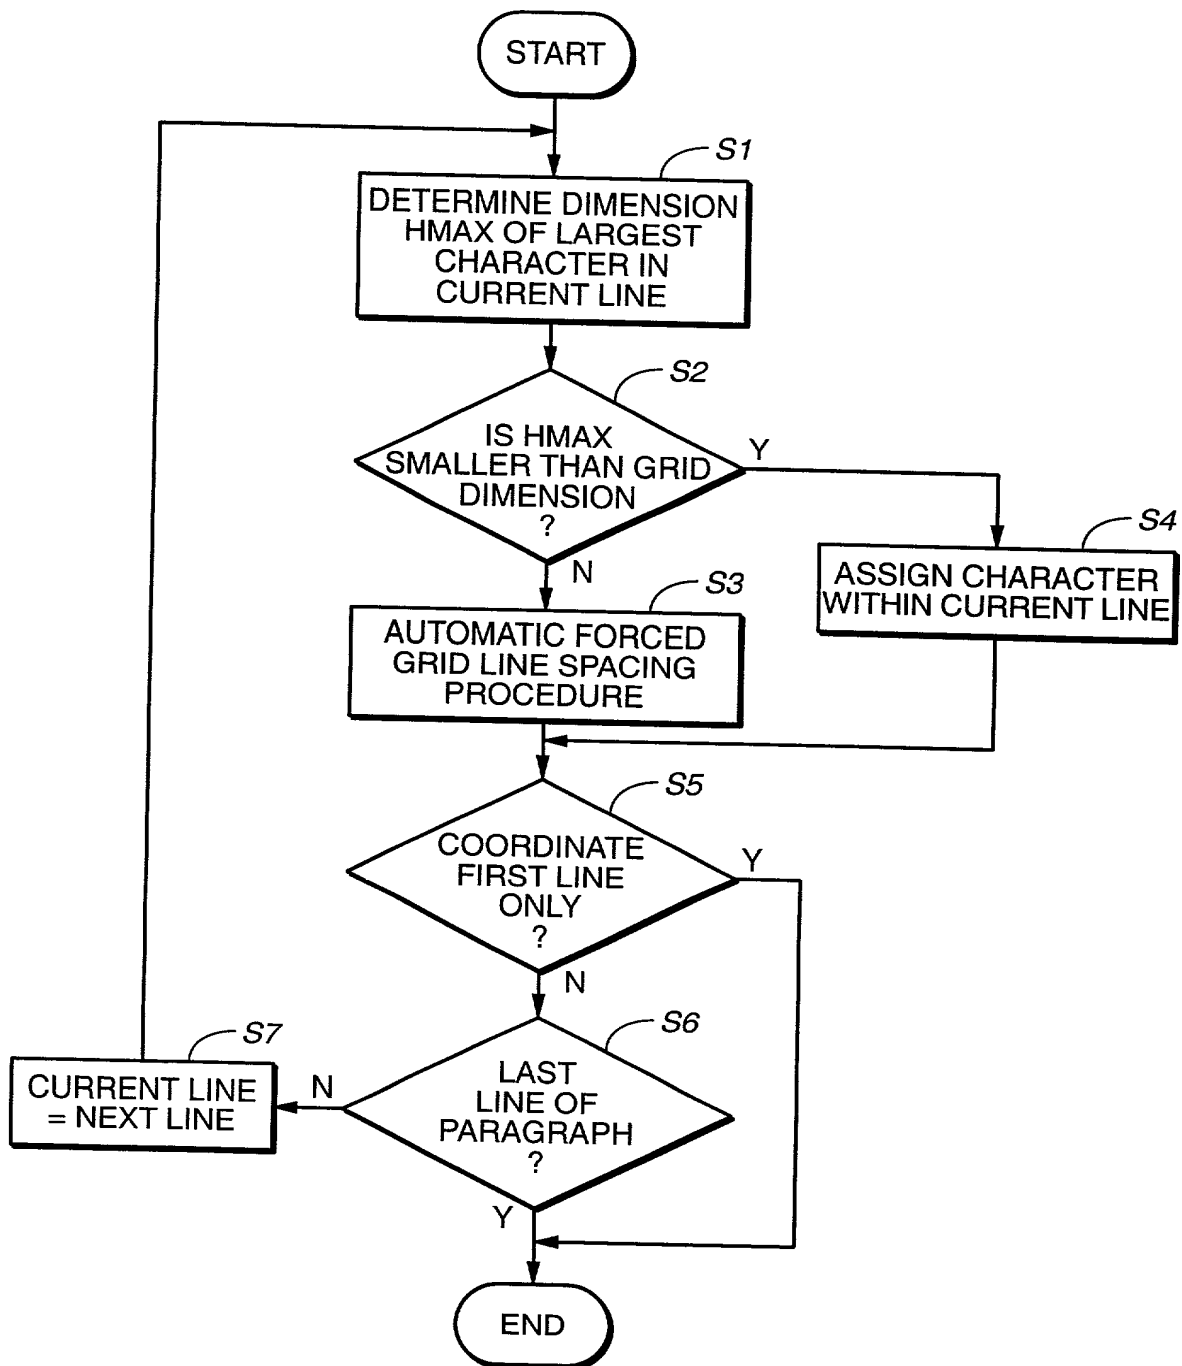 START
S1
DETERMINE DIMENSION
HMAX OF LARGEST
CHARACTER IN
CURRENT LINE
S2
IS HMAX
SMALLER THAN GRID
DIMENSION
?
Y
N
S4
ASSIGN CHARACTER
WITHIN CURRENT LINE
S3
AUTOMATIC FORCED
GRID LINE SPACING
PROCEDURE
S5
COORDINATE
FIRST LINE
ONLY
?
Y
N
S6
LAST
LINE OF
PARAGRAPH
?
N
Y
S7
CURRENT LINE
= NEXT LINE
END